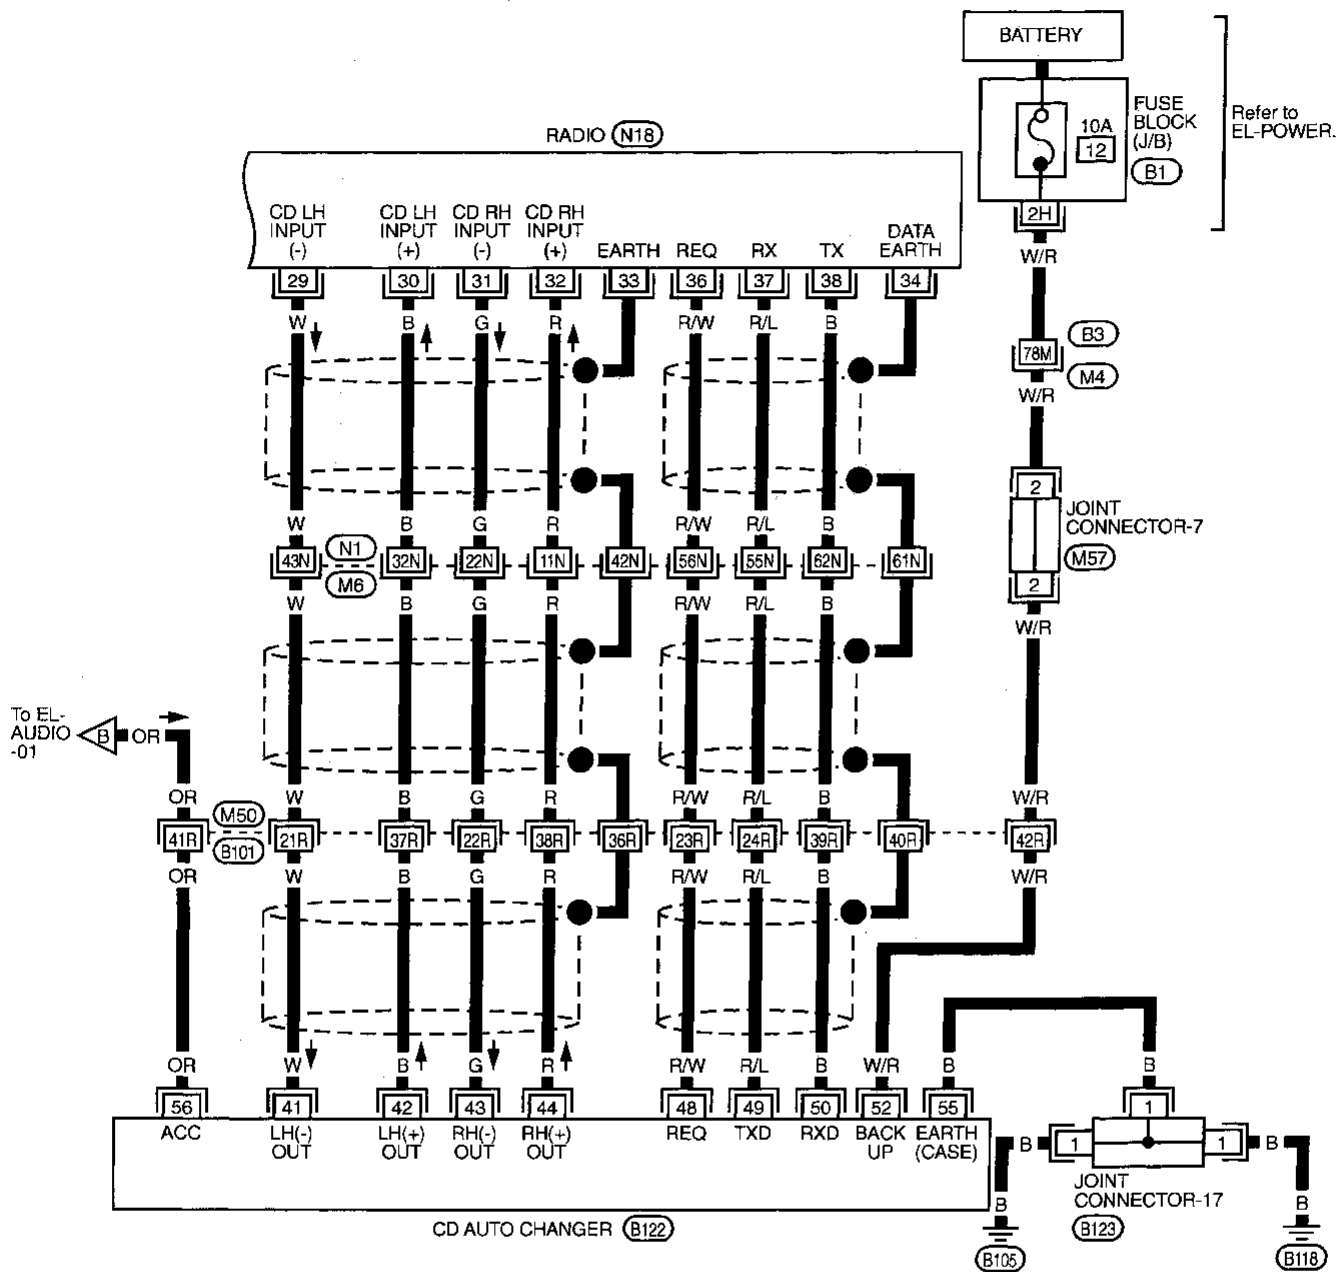 BATTERY
FUSE
BLOCK
(J/B)
10A
12
B1
Refer to
EL-POWER.
2H
W/R
RADIO N18
CD LH
INPUT
(-)
CD LH
INPUT
(+)
CD RH
INPUT
(-)
CD RH
INPUT
(+)
EARTH
REQ
RX
TX
DATA
EARTH
29 30 31 32 33 36 37 38 34
W B G R R/W R/L B
B3
78M
M4
W/R
2
JOINT
CONNECTOR-7
M57
2
W/R
W B G R R/W R/L B
N1
43N 32N 22N 11N 42N 56N 55N 62N 61N
M6
W B G R R/W R/L B
To EL-
AUDIO
-01
B
OR
OR W B G R R/W R/L B W/R
M50
41R 21R 37R 22R 38R 36R 23R 24R 39R 40R 42R
B101
OR W B G R R/W R/L B W/R
OR W B G R R/W R/L B W/R B B
56 41 42 43 44 48 49 50 52 55 1
ACC
LH(-)
OUT
LH(+)
OUT
RH(-)
OUT
RH(+)
OUT
REQ
TXD
RXD
BACK
UP
EARTH
(CASE)
B 1 1 B
JOINT
CONNECTOR-17
B123
B B
B105
B118
CD AUTO CHANGER B122